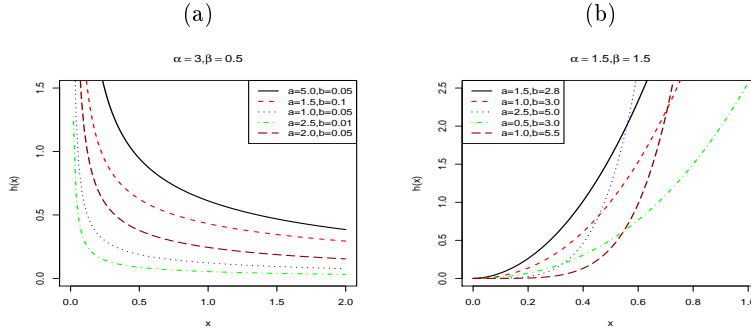 (a)
α = 3,β = 0.5
h(x)
1.5
1.0
0.5
0.0
a=5.0,b=0.05
a=1.5,b=0.1
a=1.0,b=0.05
a=2.5,b=0.01
a=2.0,b=0.05
0.0 0.5 1.0 1.5 2.0
x
(b)
α = 1.5,β = 1.5
h(x)
2.5
2.0
1.5
1.0
0.5
0.0
a=1.5,b=2.8
a=1.0,b=3.0
a=2.5,b=5.0
a=0.5,b=3.0
a=1.0,b=5.5
0.0 0.2 0.4 0.6 0.8 1.0
x